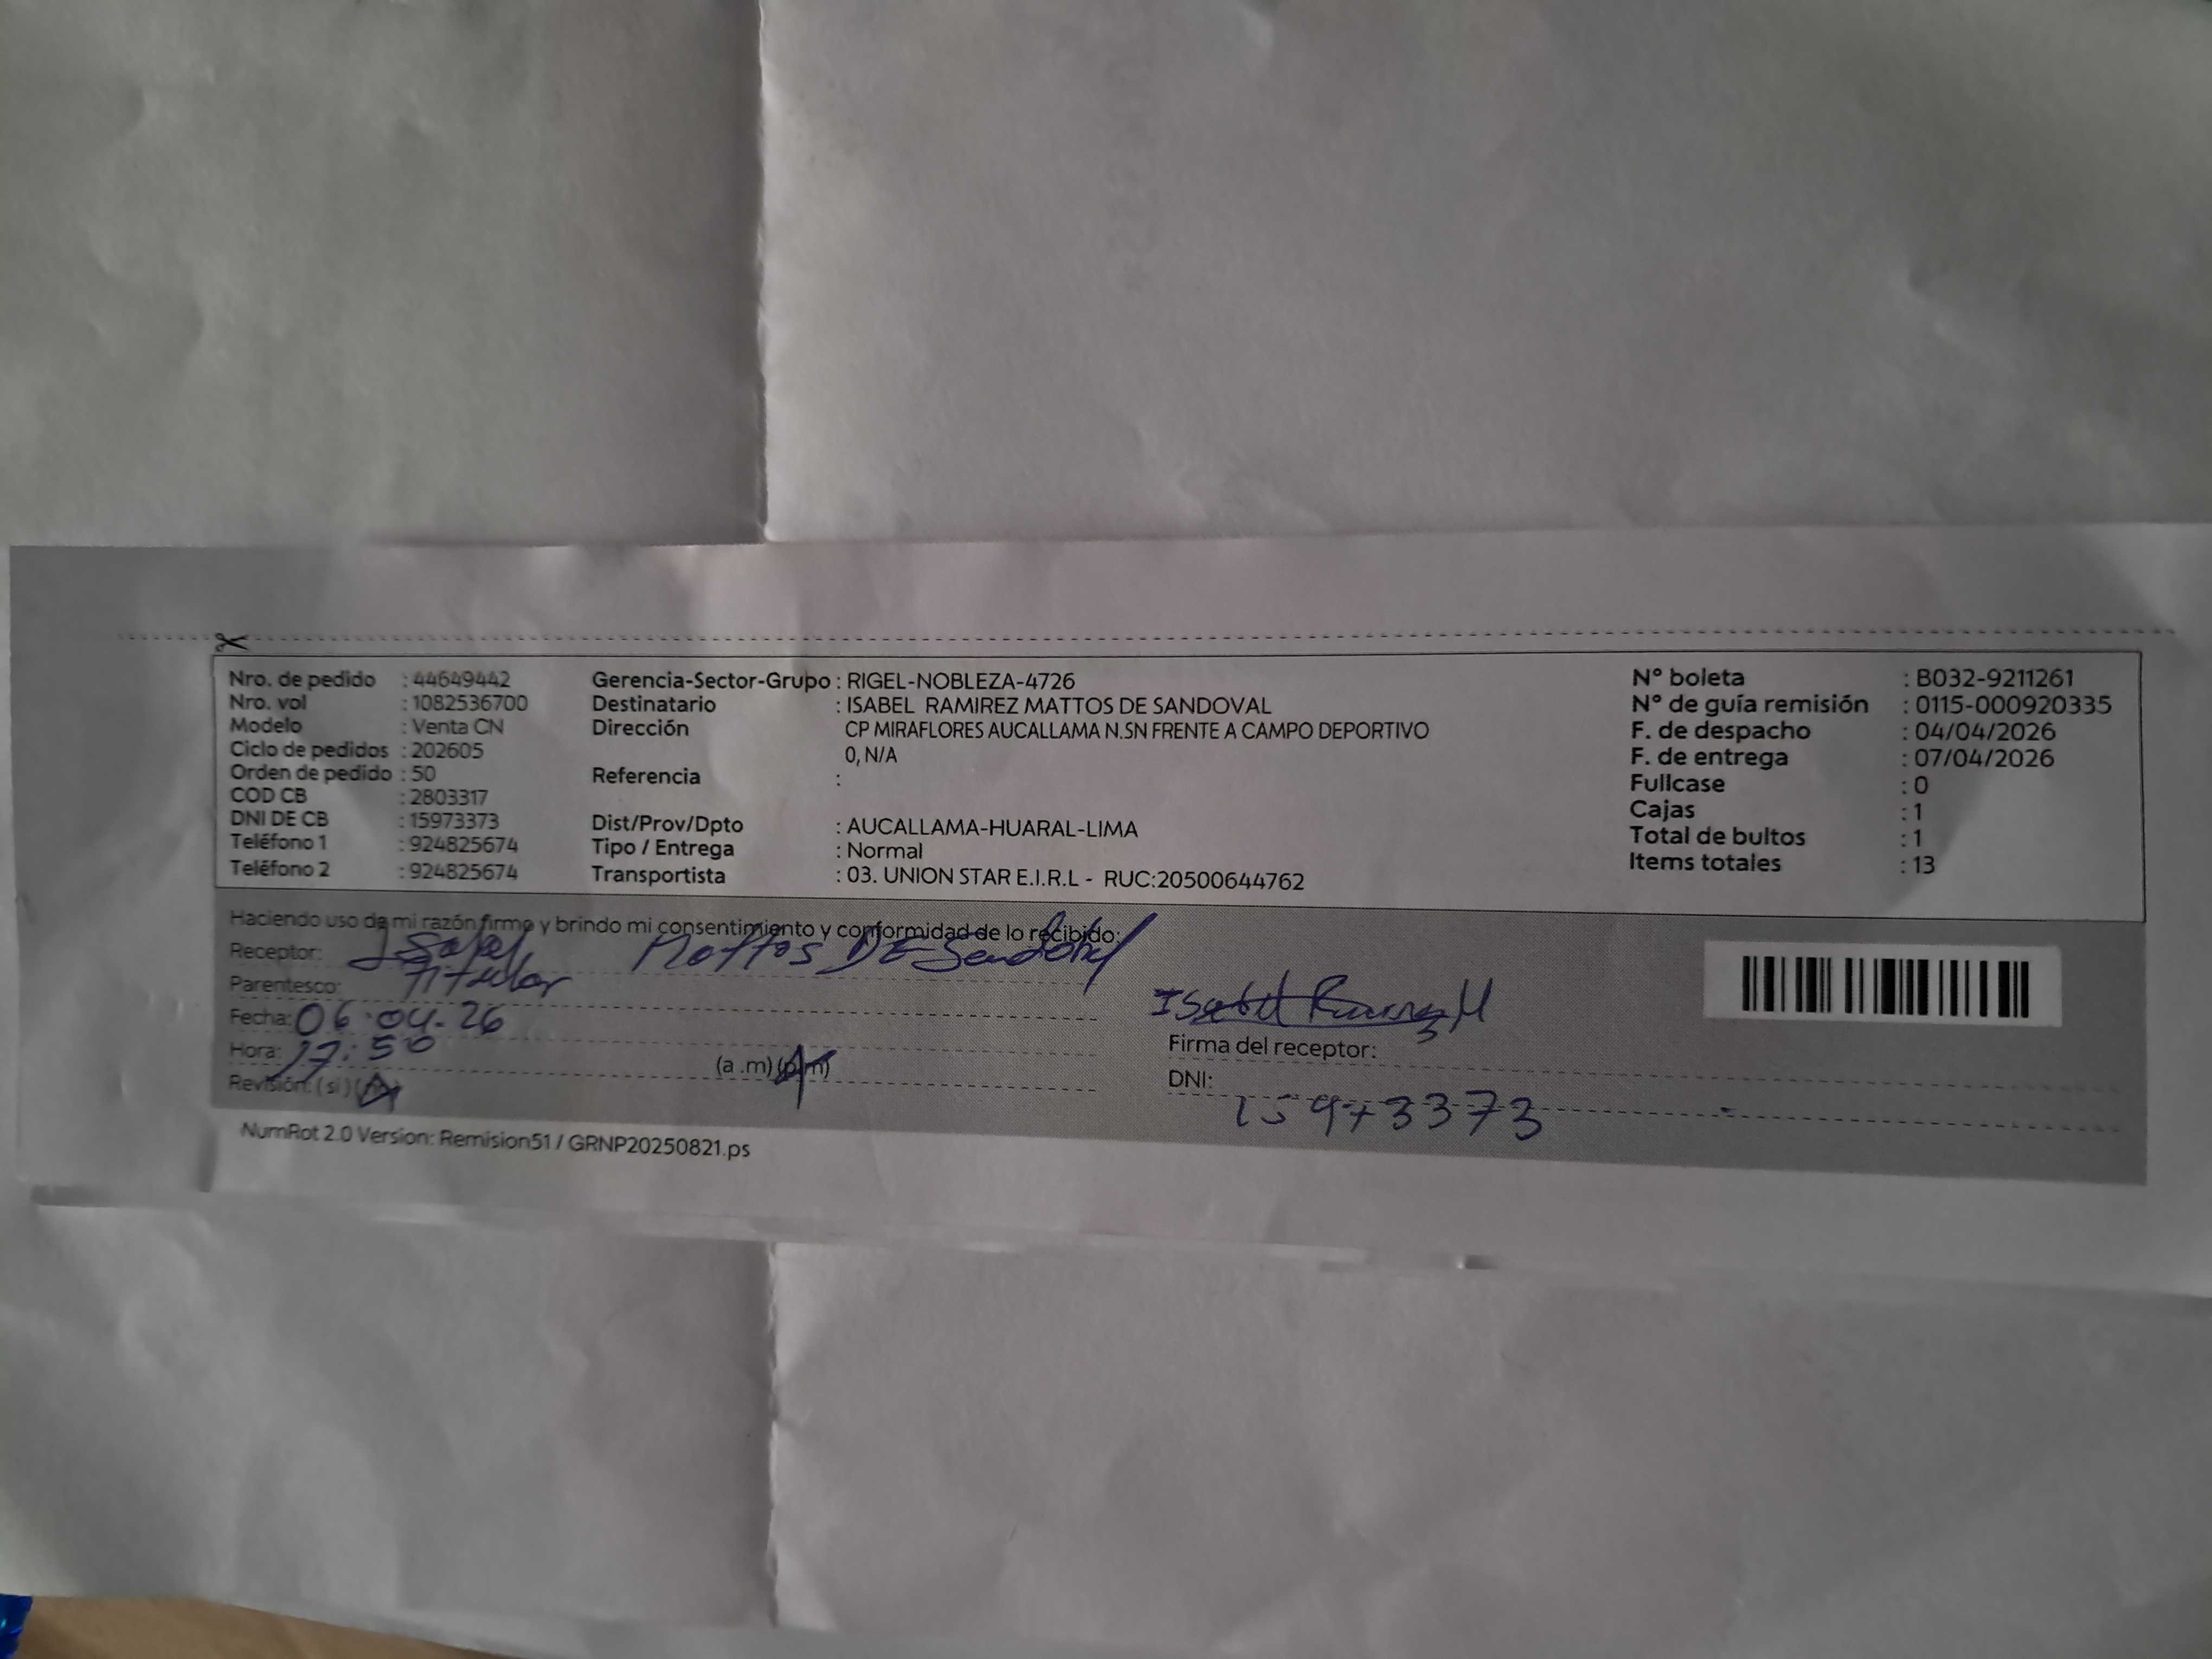 Nro. de pedido : 44649442 Gerencia-Sector-Grupo : RIGEL-NOBLEZA-4726 N° boleta : B032-9211261
Nro. vol : 1082536700 Destinatario : ISABEL RAMIREZ MATTOS DE SANDOVAL N° de guía remisión : 0115-000920335
Modelo : Venta CN Dirección CP MIRAFLORES AUCALLAMA N.SN FRENTE A CAMPO DEPORTIVO F. de despacho : 04/04/2026
Ciclo de pedidos : 202605 0, N/A F. de entrega : 07/04/2026
Orden de pedido : 50 Referencia : Fullcase : 0
COD CB : 2803317 Cajas : 1
DNI DE CB : 15973373 Dist/Prov/Dpto : AUCALLAMA-HUARAL-LIMA Total de bultos : 1
Teléfono 1 : 924825674 Tipo / Entrega : Normal Items totales : 13
Teléfono 2 : 924825674 Transportista : 03. UNION STAR E.I.R.L - RUC:20500644762
Haciendo uso de mi razón firmo y brindo mi consentimiento y conformidad de lo recibido:
Receptor: Isabel Mattos DE Sandoval
Parentesco: Titular
Fecha: 06.04.26
Hora: 17:50 (a.m) (p.m)
Revisión: (si) (no)
Isabel Ramirez M
Firma del receptor:
DNI: 15973373
NumRot 2.0 Version: Remision51 / GRNP20250821.ps